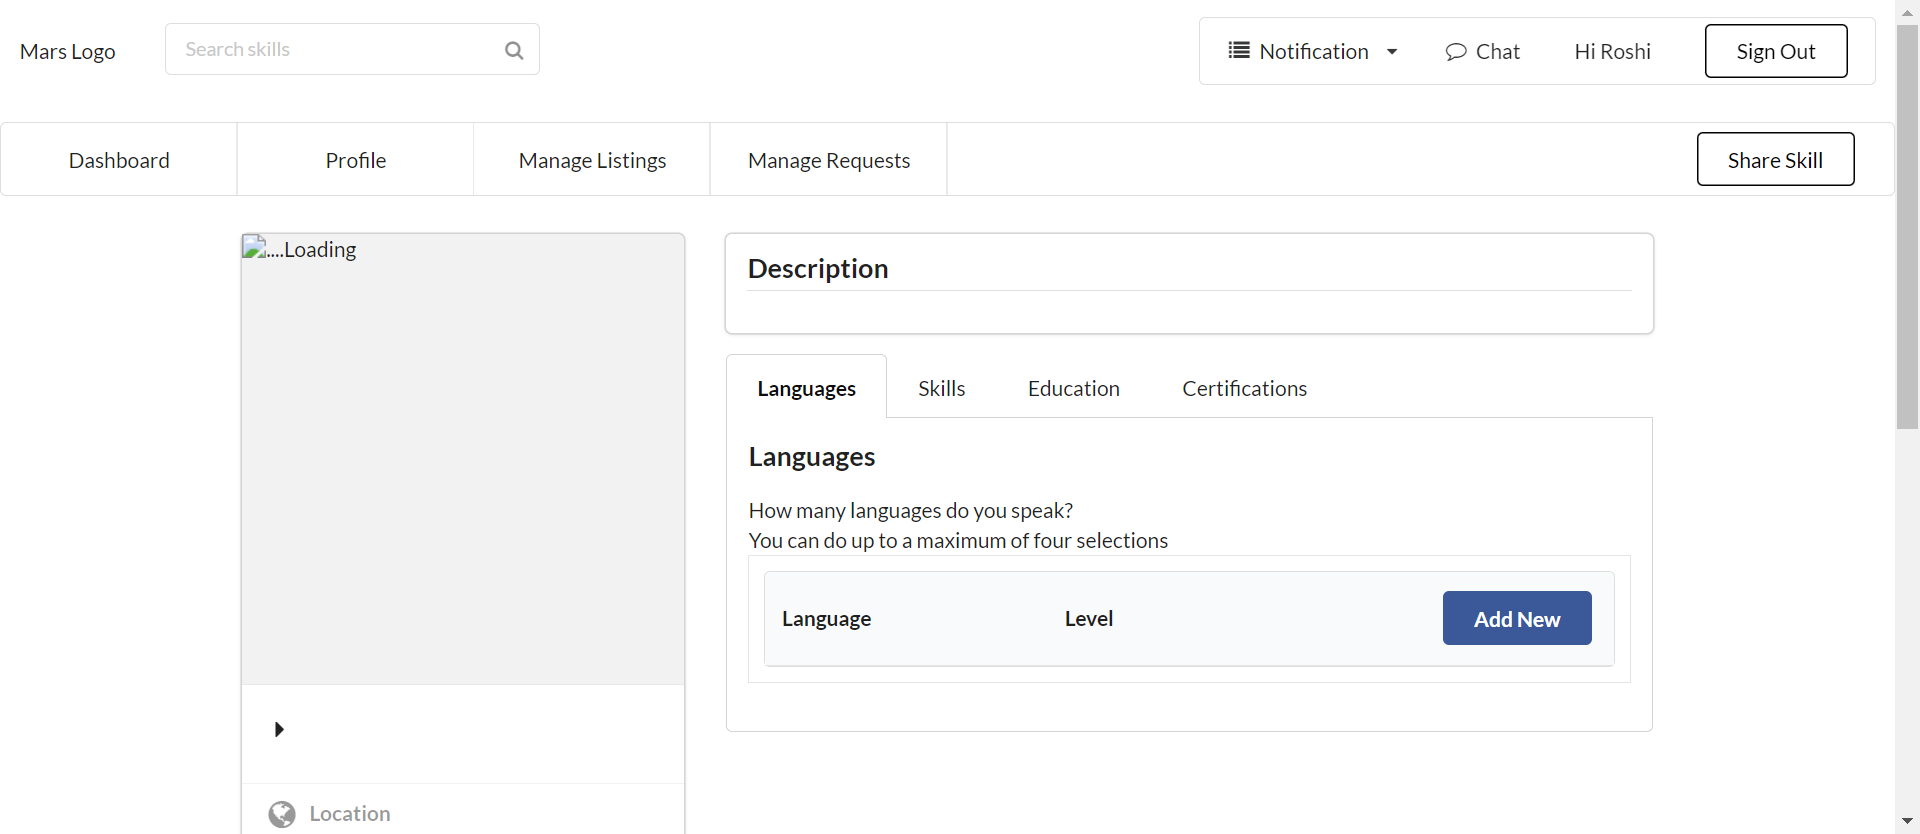 Mars Logo
Search skills
Notification
Chat
Hi Roshi
Sign Out
Dashboard
Profile
Manage Listings
Manage Requests
Share Skill
....Loading
Location
Description
Languages
Skills
Education
Certifications
Languages
How many languages do you speak?
You can do up to a maximum of four selections
Language
Level
Add New